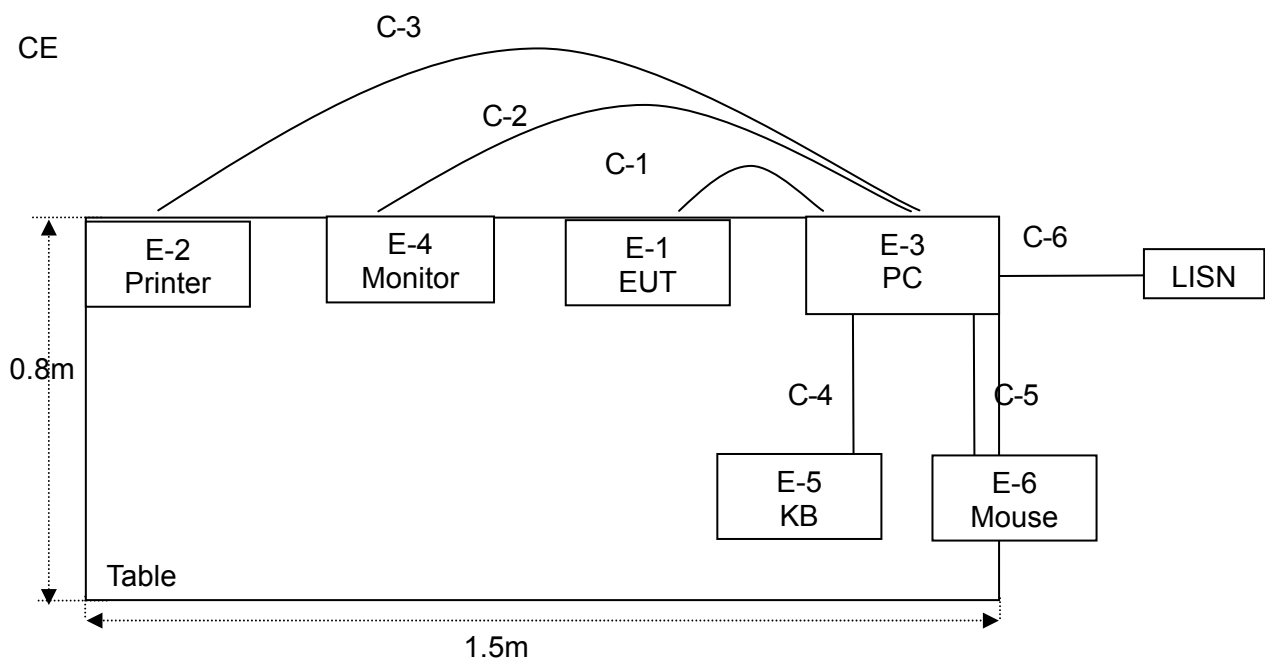 C-3
CE
C-2
C-1
E-2
Printer
E-4
Monitor
E-1
EUT
E-3
PC
C-6
LISN
0.8m
C-4
C-5
E-5
KB
E-6
Mouse
Table
1.5m